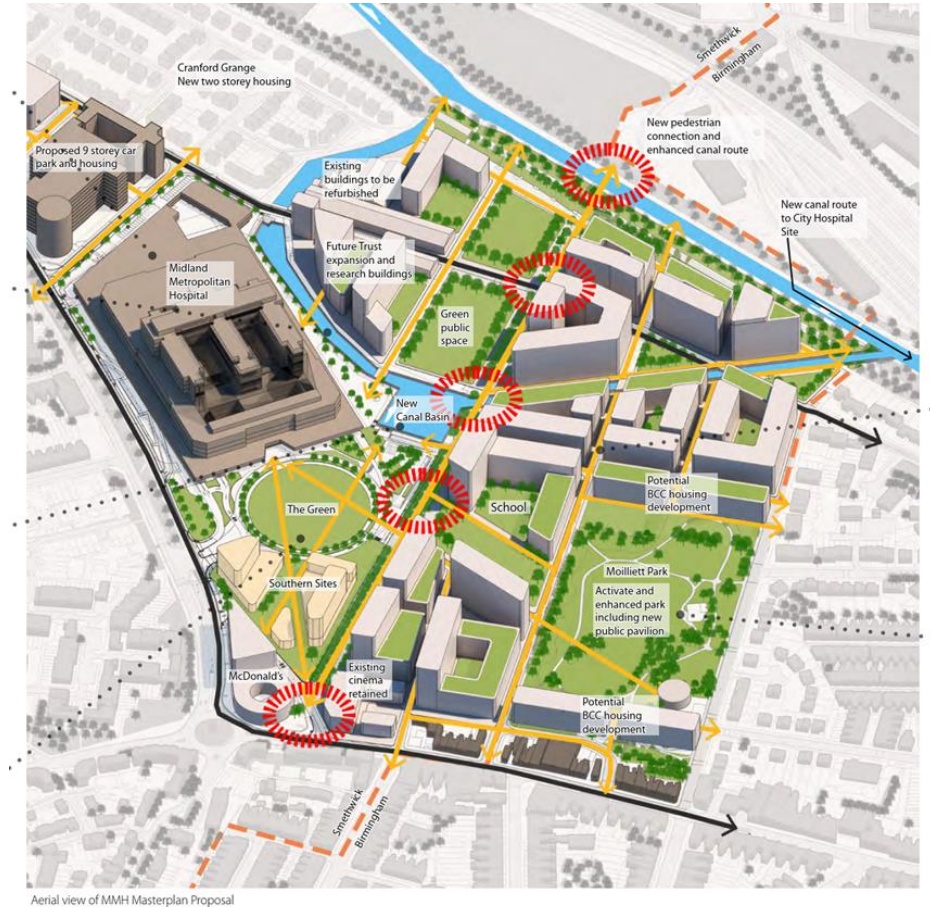 Cranford Grange
New two storey housing
Smethwick
Birmingham
New pedestrian
connection and
enhanced canal route
Proposed 9 storey car
park and housing
Existing
buildings to be
refurbished
New canal route
to City Hospital
Site
Midland
Metropolitan
Hospital
Future Trust
expansion and
research buildings
Green
public
space
New
Canal Basin
The Green
School
Potential
BCC housing
development
Southern Sites
Moilliett Park
Activate and
enhanced park
including new
public pavilion
McDonald's
Existing
cinema
retained
Potential
BCC housing
development
Smethwick
Birmingham
Aerial view of MMH Masterplan Proposal